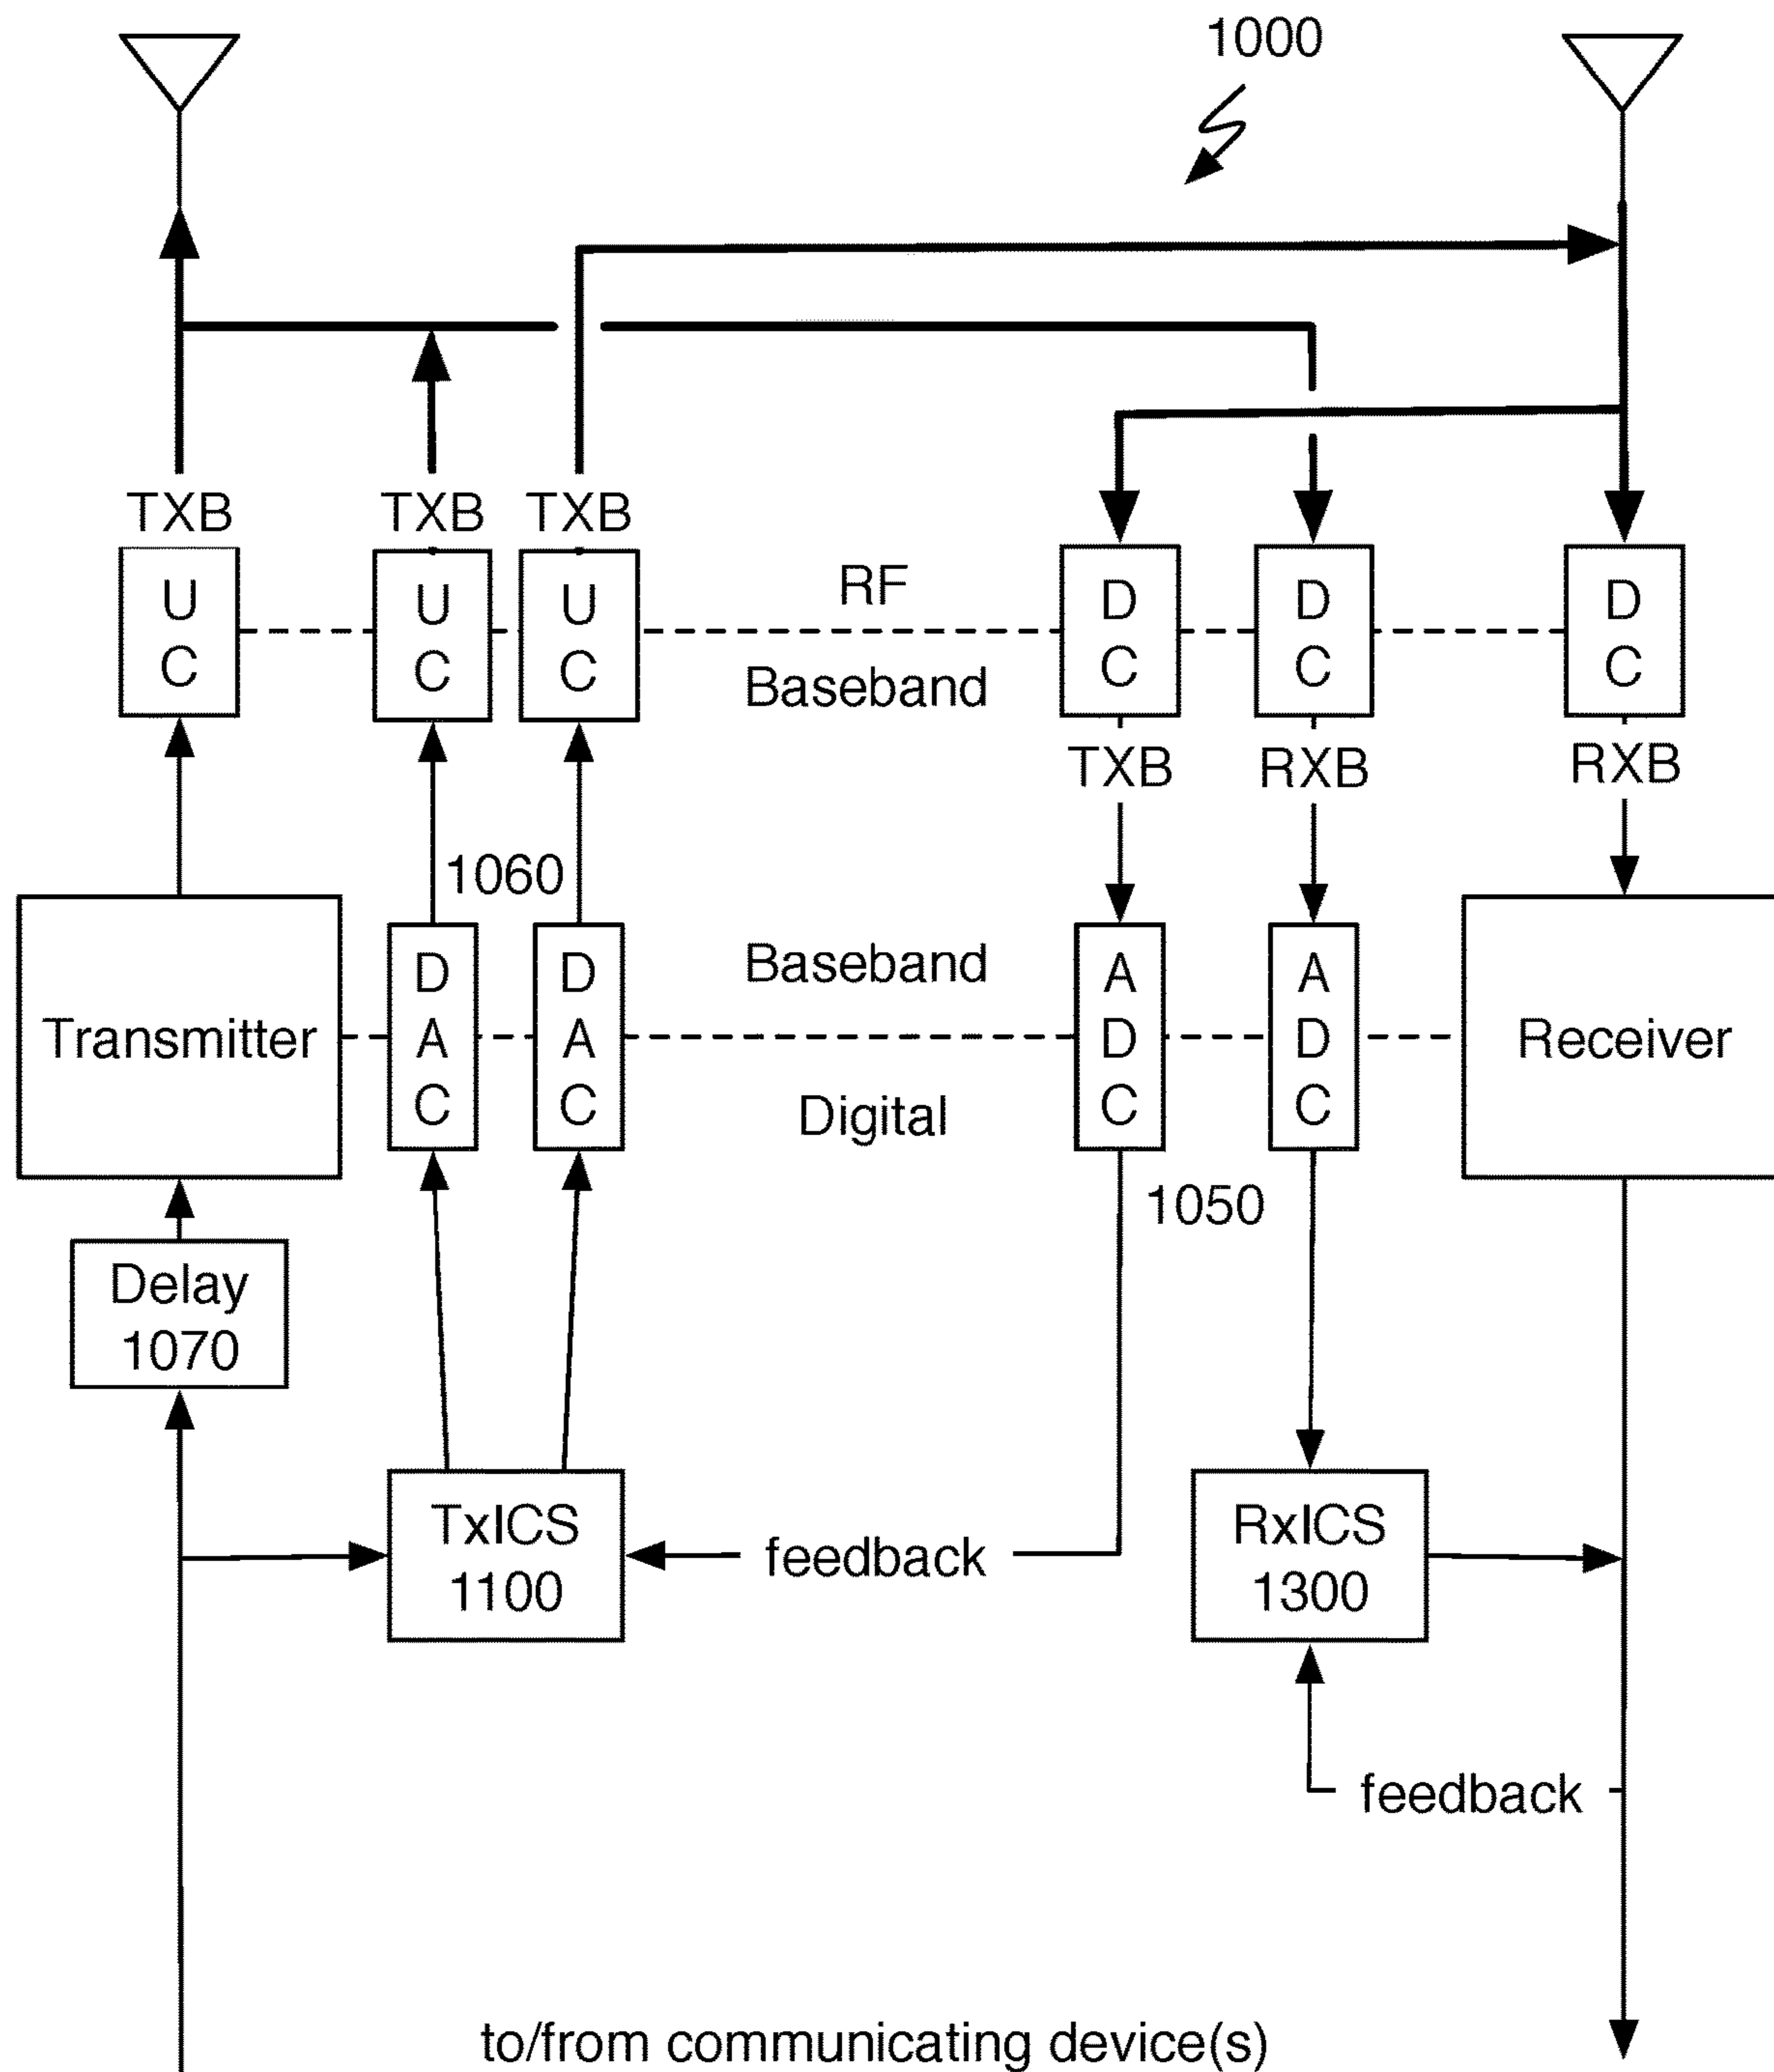 1000
TXB
TXB
TXB
U
C
U
C
U
C
RF
Baseband
D
C
D
C
D
C
TXB
RXB
RXB
1060
Transmitter
D
A
C
D
A
C
Baseband
Digital
A
D
C
A
D
C
Receiver
1050
Delay
1070
TxICS
1100
feedback
RxICS
1300
feedback
to/from communicating device(s)